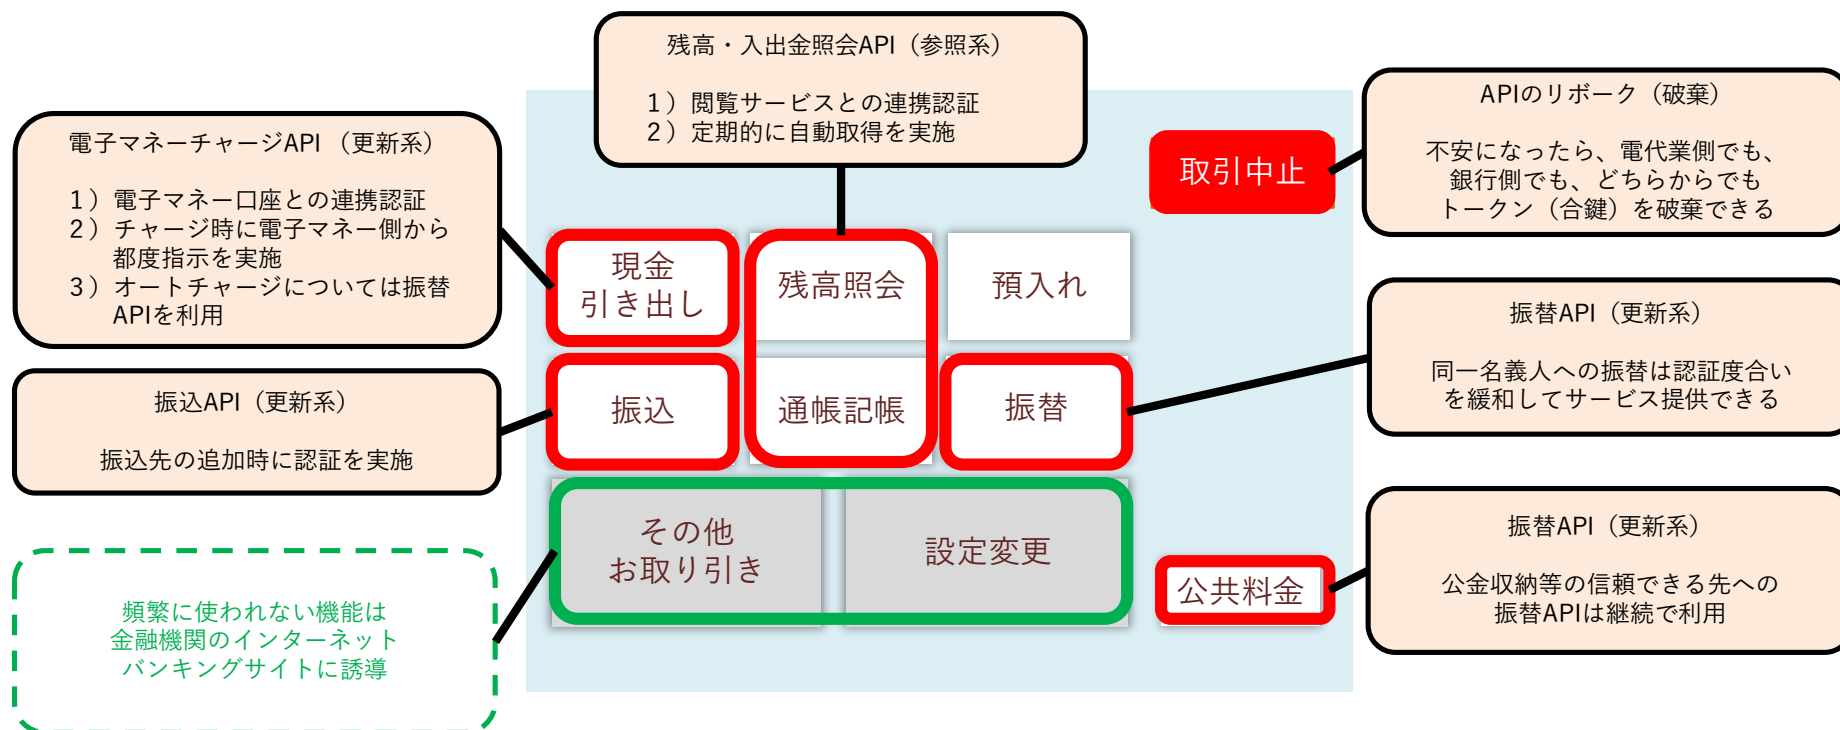 残高・入出金照会API（参照系）
１）閲覧サービスとの連携認証
２）定期的に自動取得を実施
電子マネーチャージAPI （更新系）
１）電子マネー口座との連携認証
２）チャージ時に電子マネー側から
都度指示を実施
３）オートチャージについては振替
APIを利用
振込API（更新系）
振込先の追加時に認証を実施
頻繁に使われない機能は
金融機関のインターネット
バンキングサイトに誘導
現金
引き出し
残高照会
預入れ
振込
通帳記帳
振替
その他
お取り引き
設定変更
取引中止
公共料金
APIのリボーク（破棄）
不安になったら、電代業側でも、
銀行側でも、どちらからでも
トークン（合鍵）を破棄できる
振替API（更新系）
同一名義人への振替は認証度合い
を緩和してサービス提供できる
振替API（更新系）
公金収納等の信頼できる先への
振替APIは継続で利用